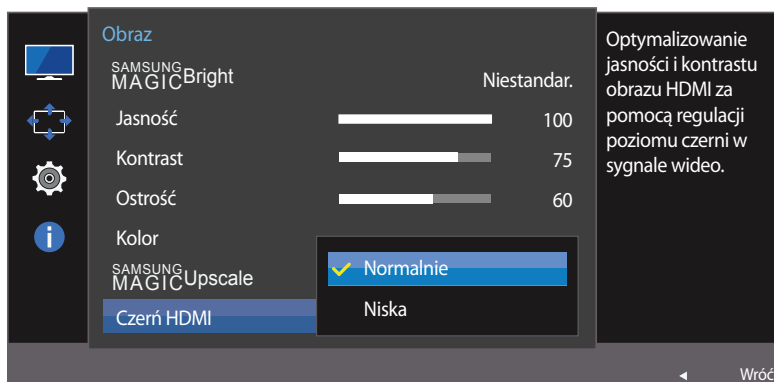 Obraz
SAMSUNG
MAGICBright Niestandar.
Jasność 100
Kontrast 75
Ostrość 60
Kolor
SAMSUNG
MAGICUpscale
Czerń HDMI
Normalnie
Niska
Optymalizowanie
jasności i kontrastu
obrazu HDMI za
pomocą regulacji
poziomu czerni w
sygnale wideo.
Wróć